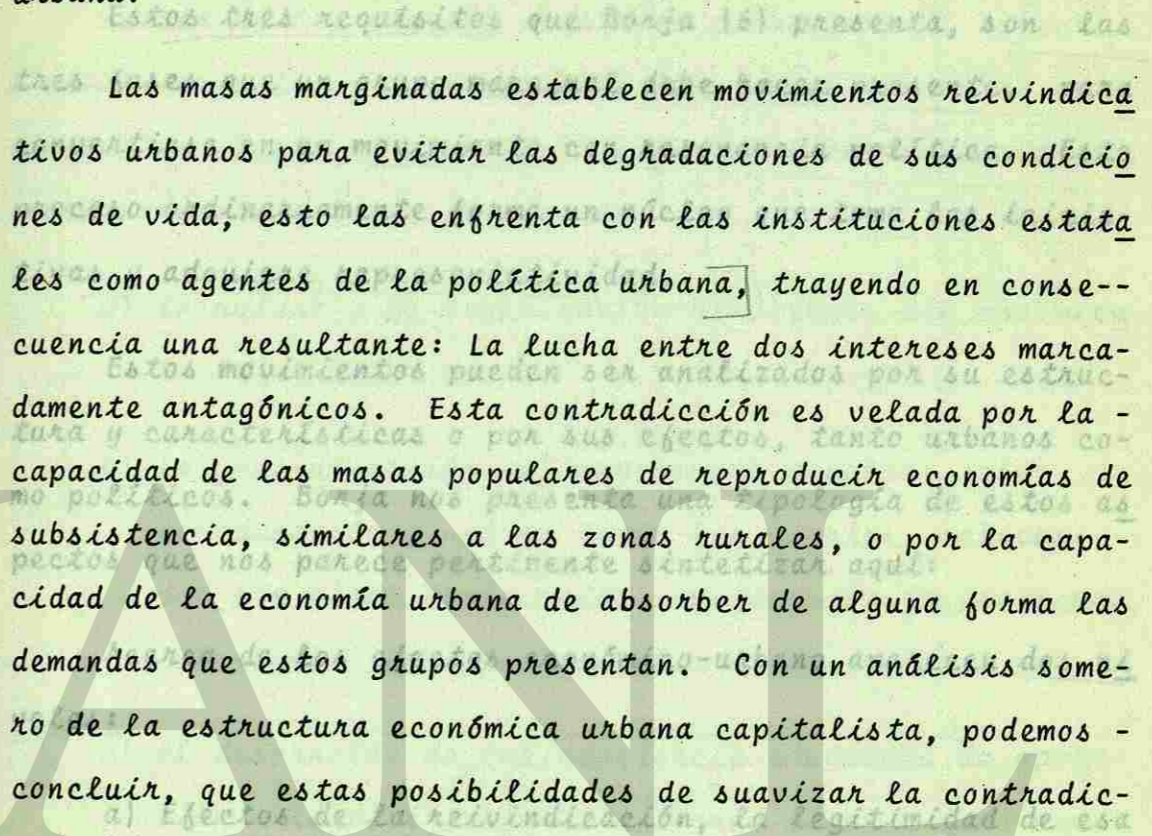 Las masas marginadas establecen movimientos reivindica
tivos urbanos para evitar las degradaciones de sus condicio
nes de vida, esto las enfrenta con las instituciones estata
les como agentes de la política urbana, trayendo en conse--
cuencia una resultante: La lucha entre dos intereses marca-
damente antagónicos. Esta contradicción es velada por la -
capacidad de las masas populares de reproducir economías de
subsistencia, similares a las zonas rurales, o por la capa-
cidad de la economía urbana de absorber de alguna forma las
demandas que estos grupos presentan. Con un análisis some-
ro de la estructura económica urbana capitalista, podemos -
concluir, que estas posibilidades de suavizar la contradic-